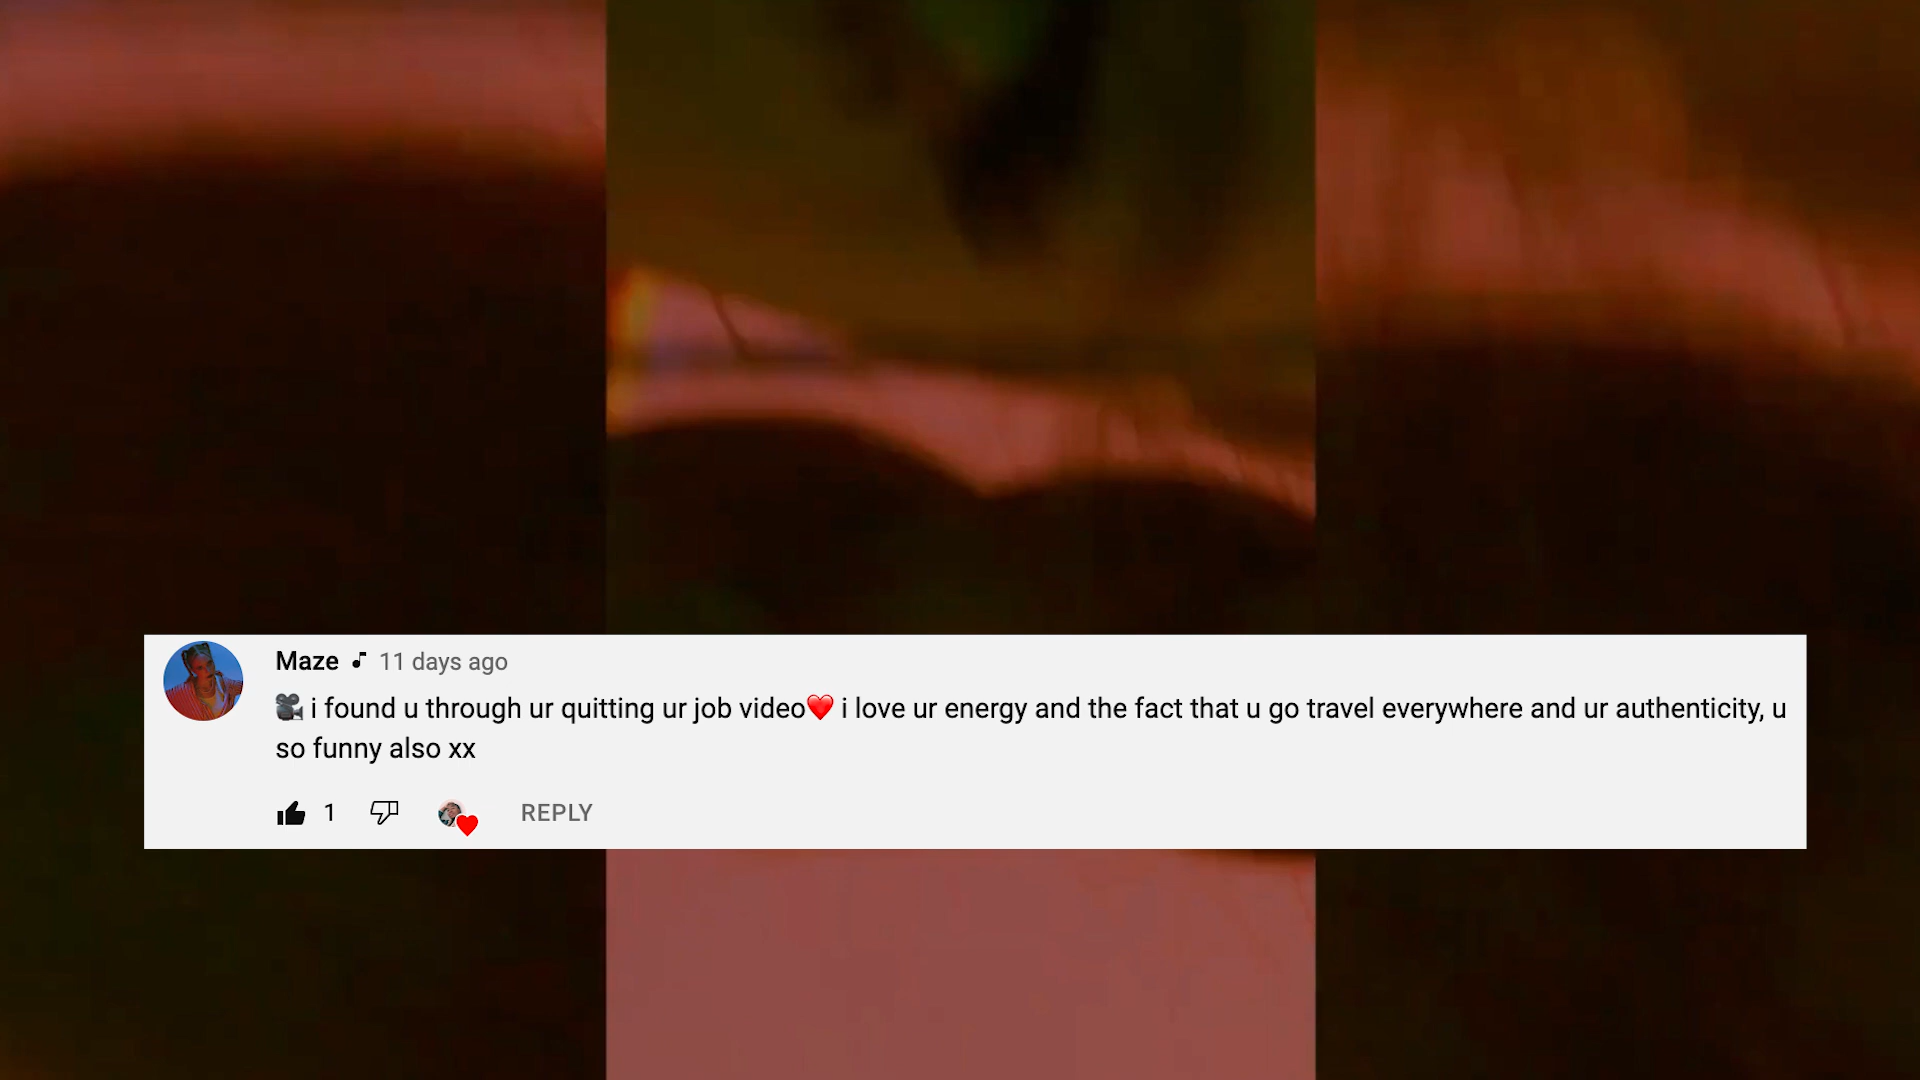 Maze 11 days ago
🎥 i found u through ur quitting ur job video❤️ i love ur energy and the fact that u go travel everywhere and ur authenticity, u
so funny also xx
1 REPLY